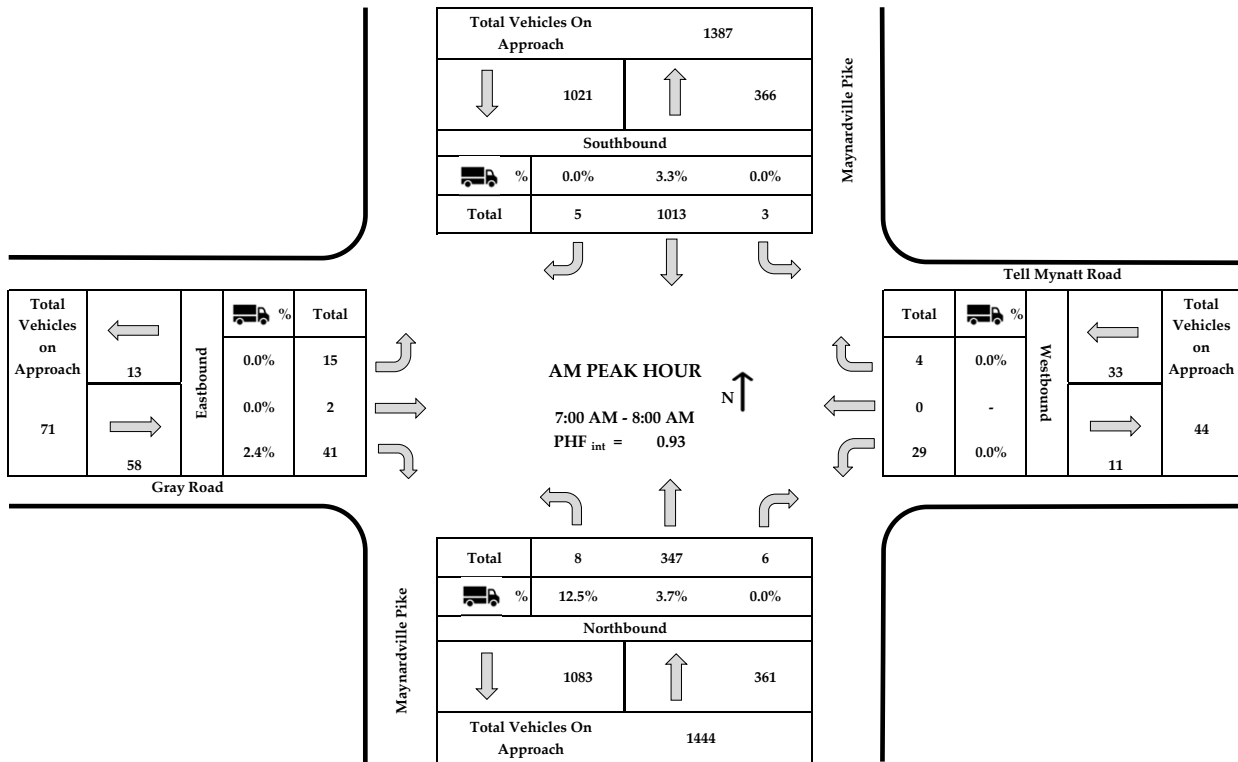 Total Vehicles On
Approach
1387
1021
366
Southbound
% 0.0% 3.3% 0.0%
Total 5 1013 3
Maynardville Pike
Tell Mynatt Road
Total
Vehicles
on
Approach
71
13
58
Eastbound
% Total
0.0% 15
0.0% 2
2.4% 41
Gray Road
AM PEAK HOUR
N
7:00 AM - 8:00 AM
PHF int = 0.93
Total %
4 0.0%
0 -
29 0.0%
Westbound
33
11
Total
Vehicles
on
Approach
44
Maynardville Pike
Total 8 347 6
% 12.5% 3.7% 0.0%
Northbound
1083
361
Total Vehicles On
Approach
1444